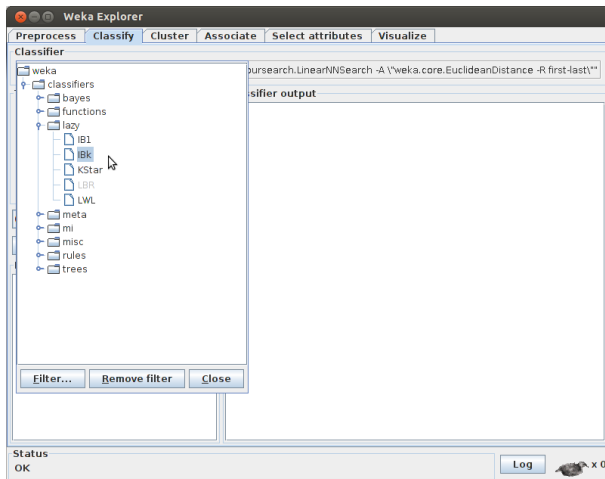 Weka Explorer
Preprocess Classify Cluster Associate Select attributes Visualize
Classifier
oursearch.LinearNNSearch -A \"weka.core.EuclideanDistance -R first-last\""
weka
classifiers
bayes
functions
lazy
IB1
IBk
KStar
LBR
LWL
meta
mi
misc
rules
trees
Filter... Remove filter Close
sifier output
Status
OK
Log
x 0